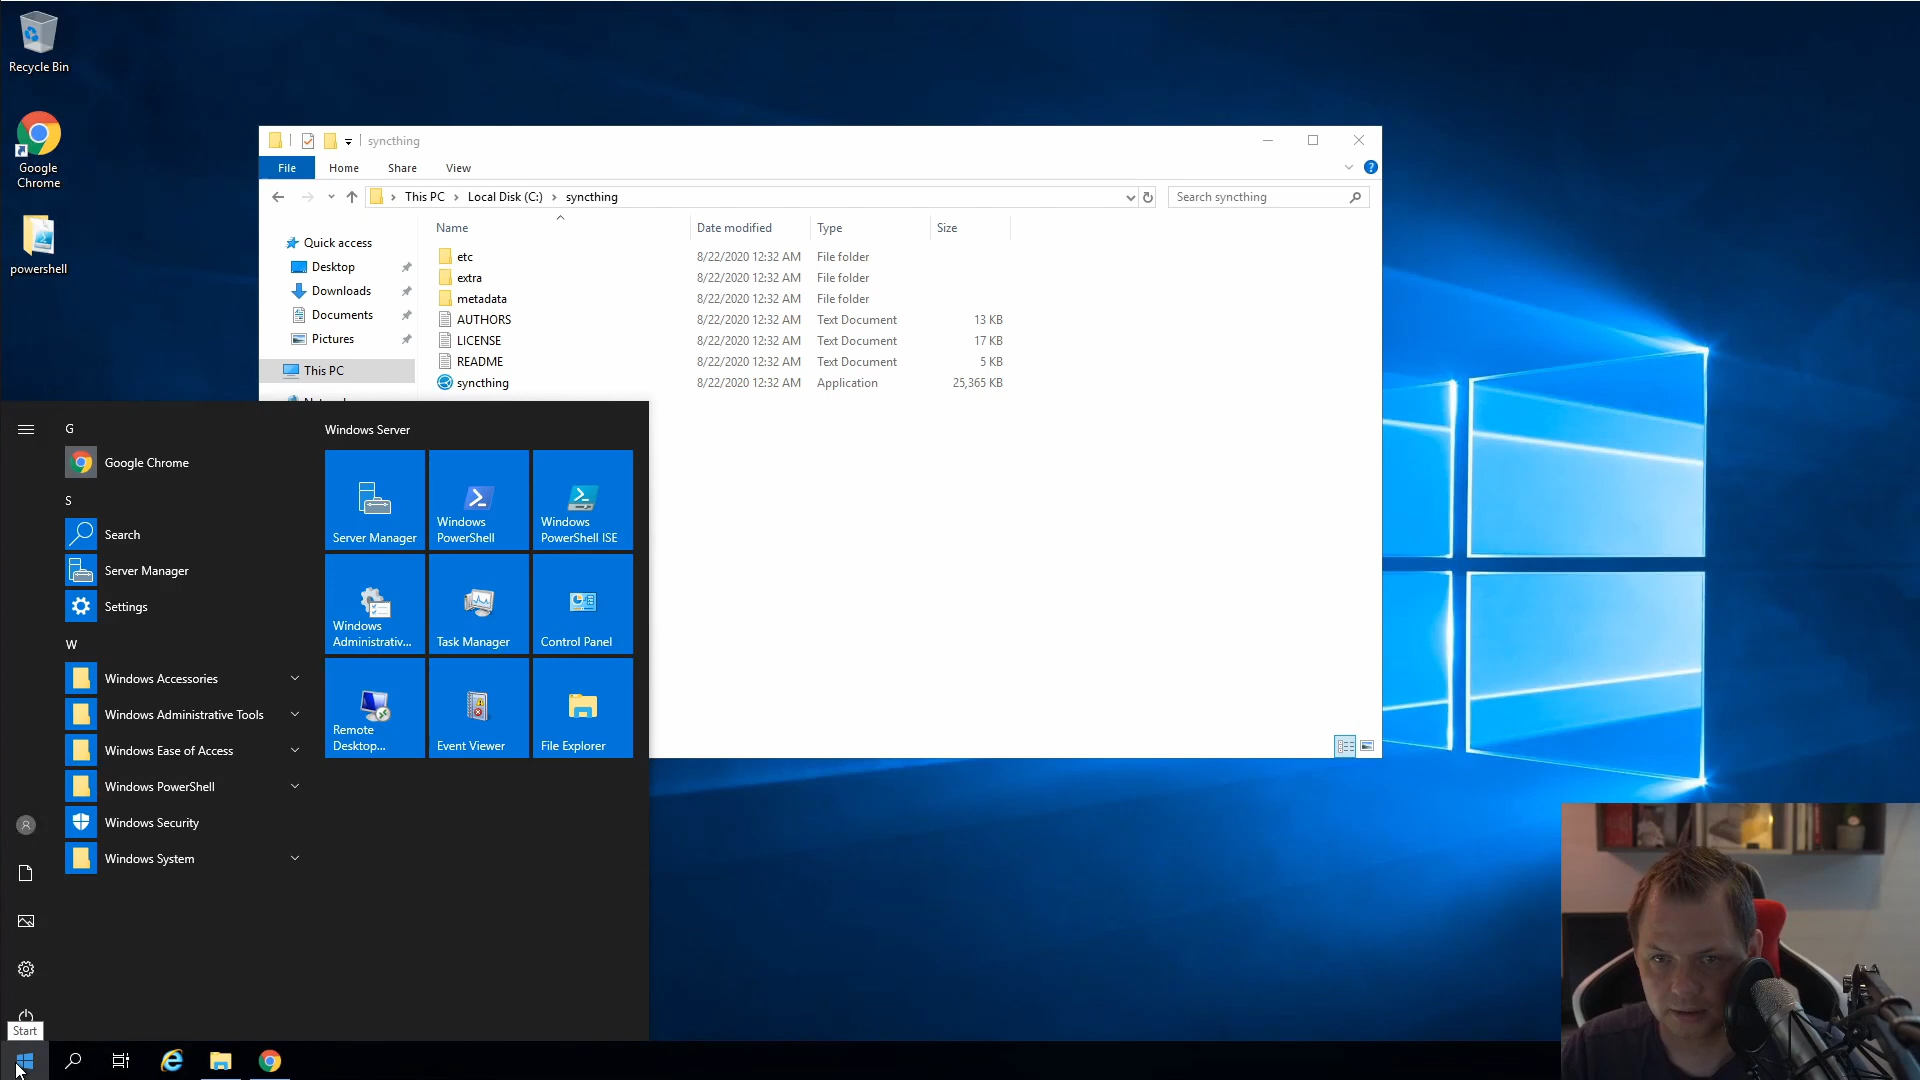 Recycle Bin
Google
Chrome
powershell
syncthing
File Home Share View
This PC Local Disk (C:) syncthing
Search syncthing
Name Date modified Type Size
Quick access
Desktop
Downloads
Documents
Pictures
This PC
etc 8/22/2020 12:32 AM File folder
extra 8/22/2020 12:32 AM File folder
metadata 8/22/2020 12:32 AM File folder
AUTHORS 8/22/2020 12:32 AM Text Document 13 KB
LICENSE 8/22/2020 12:32 AM Text Document 17 KB
README 8/22/2020 12:32 AM Text Document 5 KB
syncthing 8/22/2020 12:32 AM Application 25,365 KB
G
Google Chrome
S
Search
Server Manager
Settings
W
Windows Accessories
Windows Administrative Tools
Windows Ease of Access
Windows PowerShell
Windows Security
Windows System
Windows Server
Server Manager
Windows
PowerShell
Windows
PowerShell ISE
Windows
Administrativ...
Task Manager
Control Panel
Remote
Desktop...
Event Viewer
File Explorer
Start